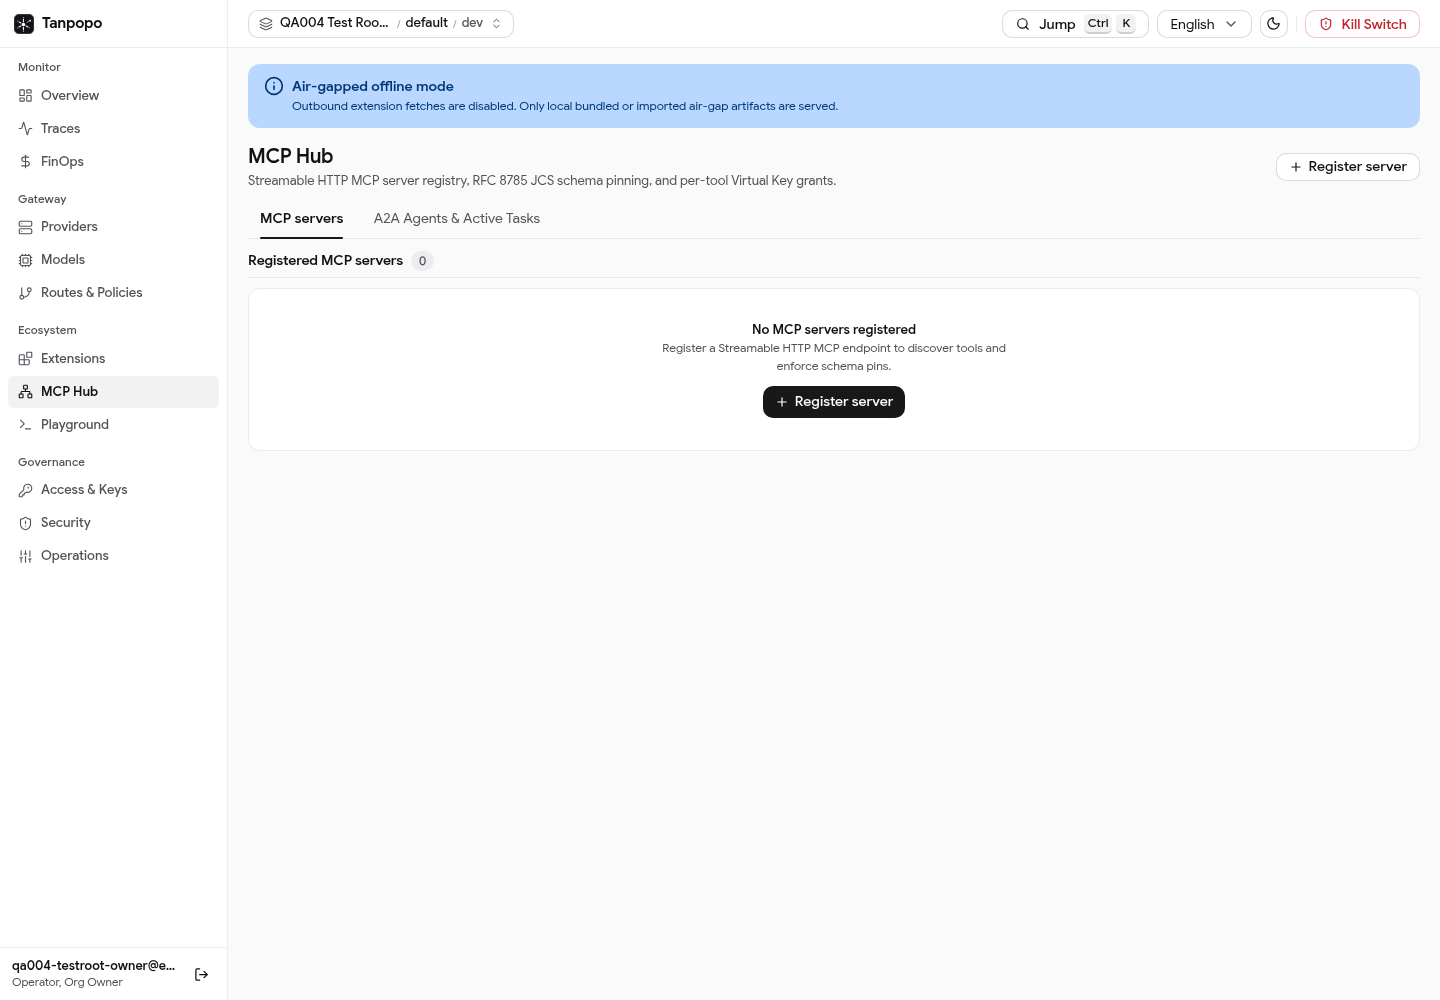 Tanpopo
QA004 Test Roo... / default / dev
Jump Ctrl K
English
Kill Switch
Monitor
Overview
Traces
FinOps
Gateway
Providers
Models
Routes & Policies
Ecosystem
Extensions
MCP Hub
Playground
Governance
Access & Keys
Security
Operations
qa004-testroot-owner@e...
Operator, Org Owner
Air-gapped offline mode
Outbound extension fetches are disabled. Only local bundled or imported air-gap artifacts are served.
MCP Hub
Streamable HTTP MCP server registry, RFC 8785 JCS schema pinning, and per-tool Virtual Key grants.
Register server
MCP servers
A2A Agents & Active Tasks
Registered MCP servers 0
No MCP servers registered
Register a Streamable HTTP MCP endpoint to discover tools and
enforce schema pins.
Register server